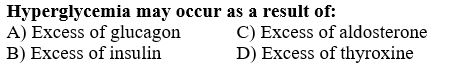 Hyperglycemia may occur as a result of:
A) Excess of glucagon C) Excess of aldosterone
B) Excess of insulin D) Excess of thyroxine